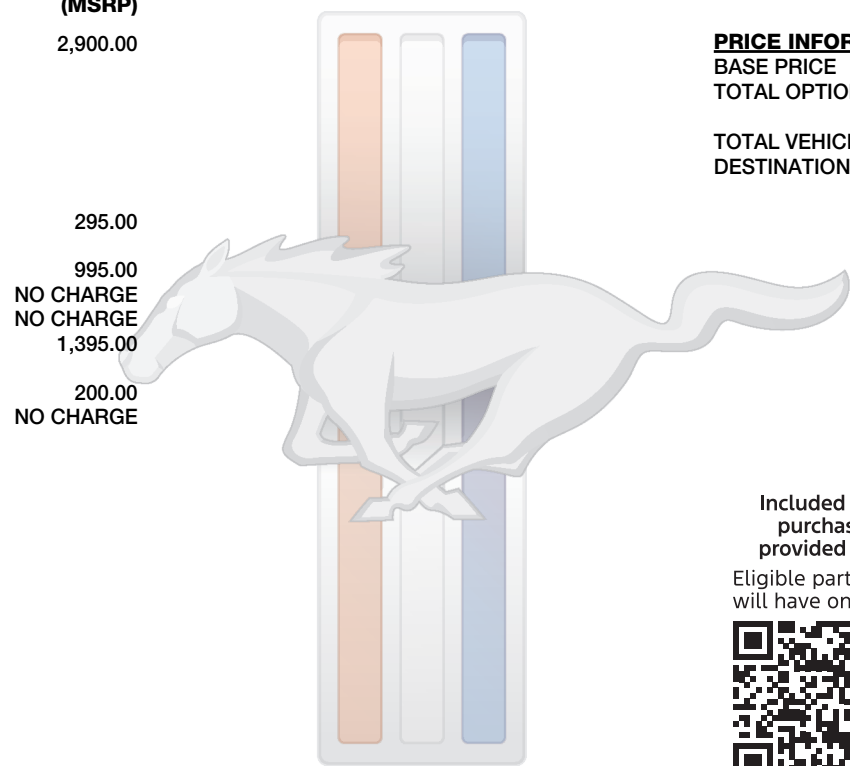 (MSRP)
2,900.00
295.00
995.00
NO CHARGE
NO CHARGE
1,395.00
200.00
NO CHARGE
PRICE INFOR
BASE PRICE
TOTAL OPTIO
TOTAL VEHICL
DESTINATION
Included
purchas
provided
Eligible part
will have on